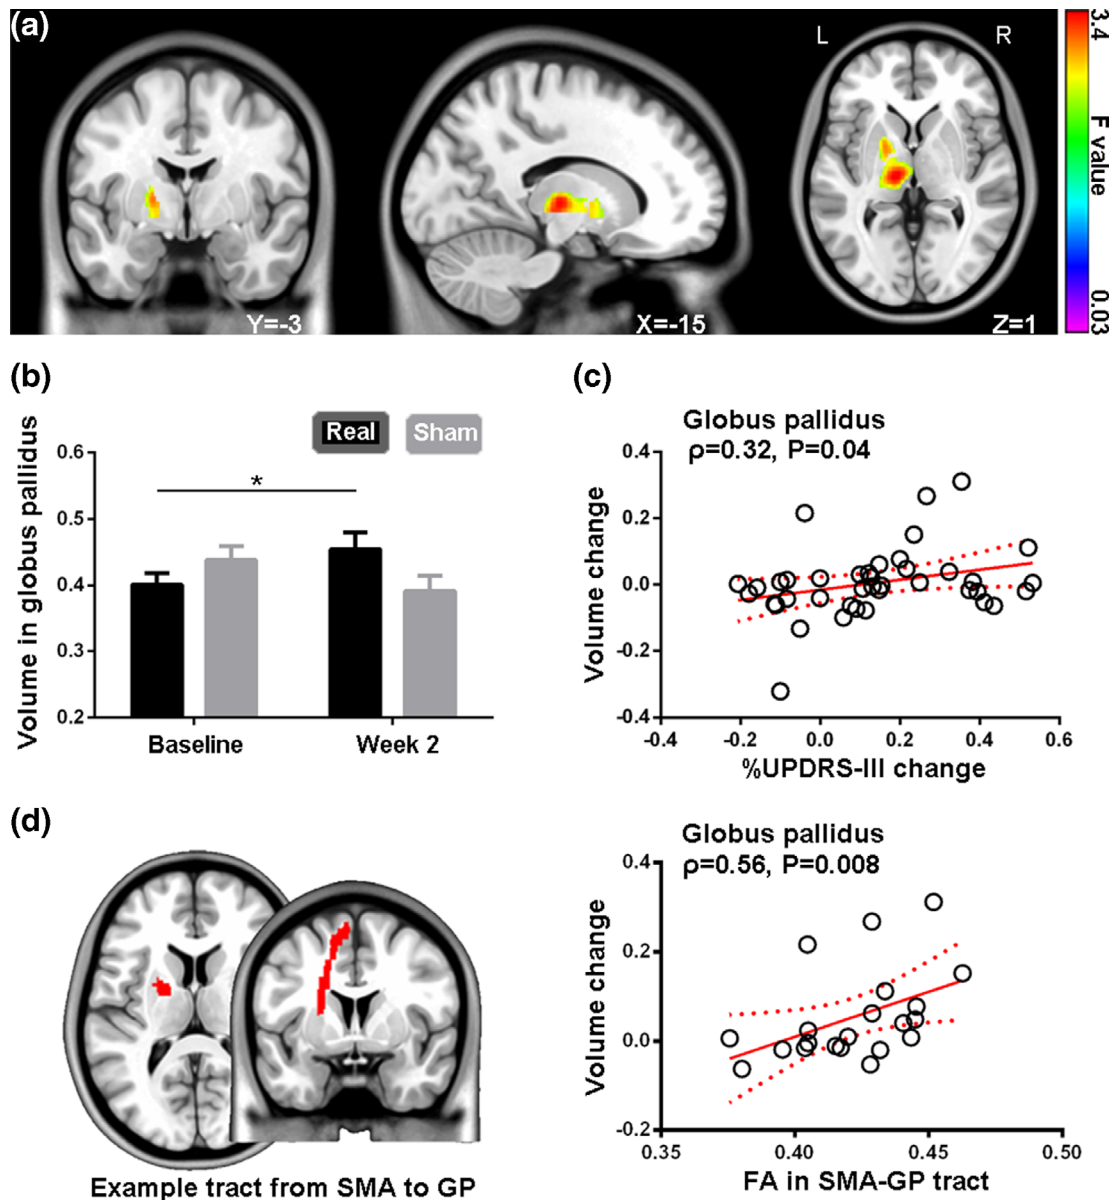 (a)
L
R
3.4
F value
0.03
Y=-3
X=-15
Z=1
(b)
Real
Sham
Volume in globus pallidus
0.6
0.5
0.4
0.3
0.2
*
Baseline
Week 2
(c)
Globus pallidus
ρ=0.32, P=0.04
Volume change
0.4
0.2
0.0
-0.2
-0.4
-0.4
-0.2
0.0
0.2
0.4
0.6
%UPDRS-III change
(d)
Example tract from SMA to GP
Globus pallidus
ρ=0.56, P=0.008
Volume change
0.4
0.2
0.0
-0.2
0.35
0.40
0.45
0.50
FA in SMA-GP tract